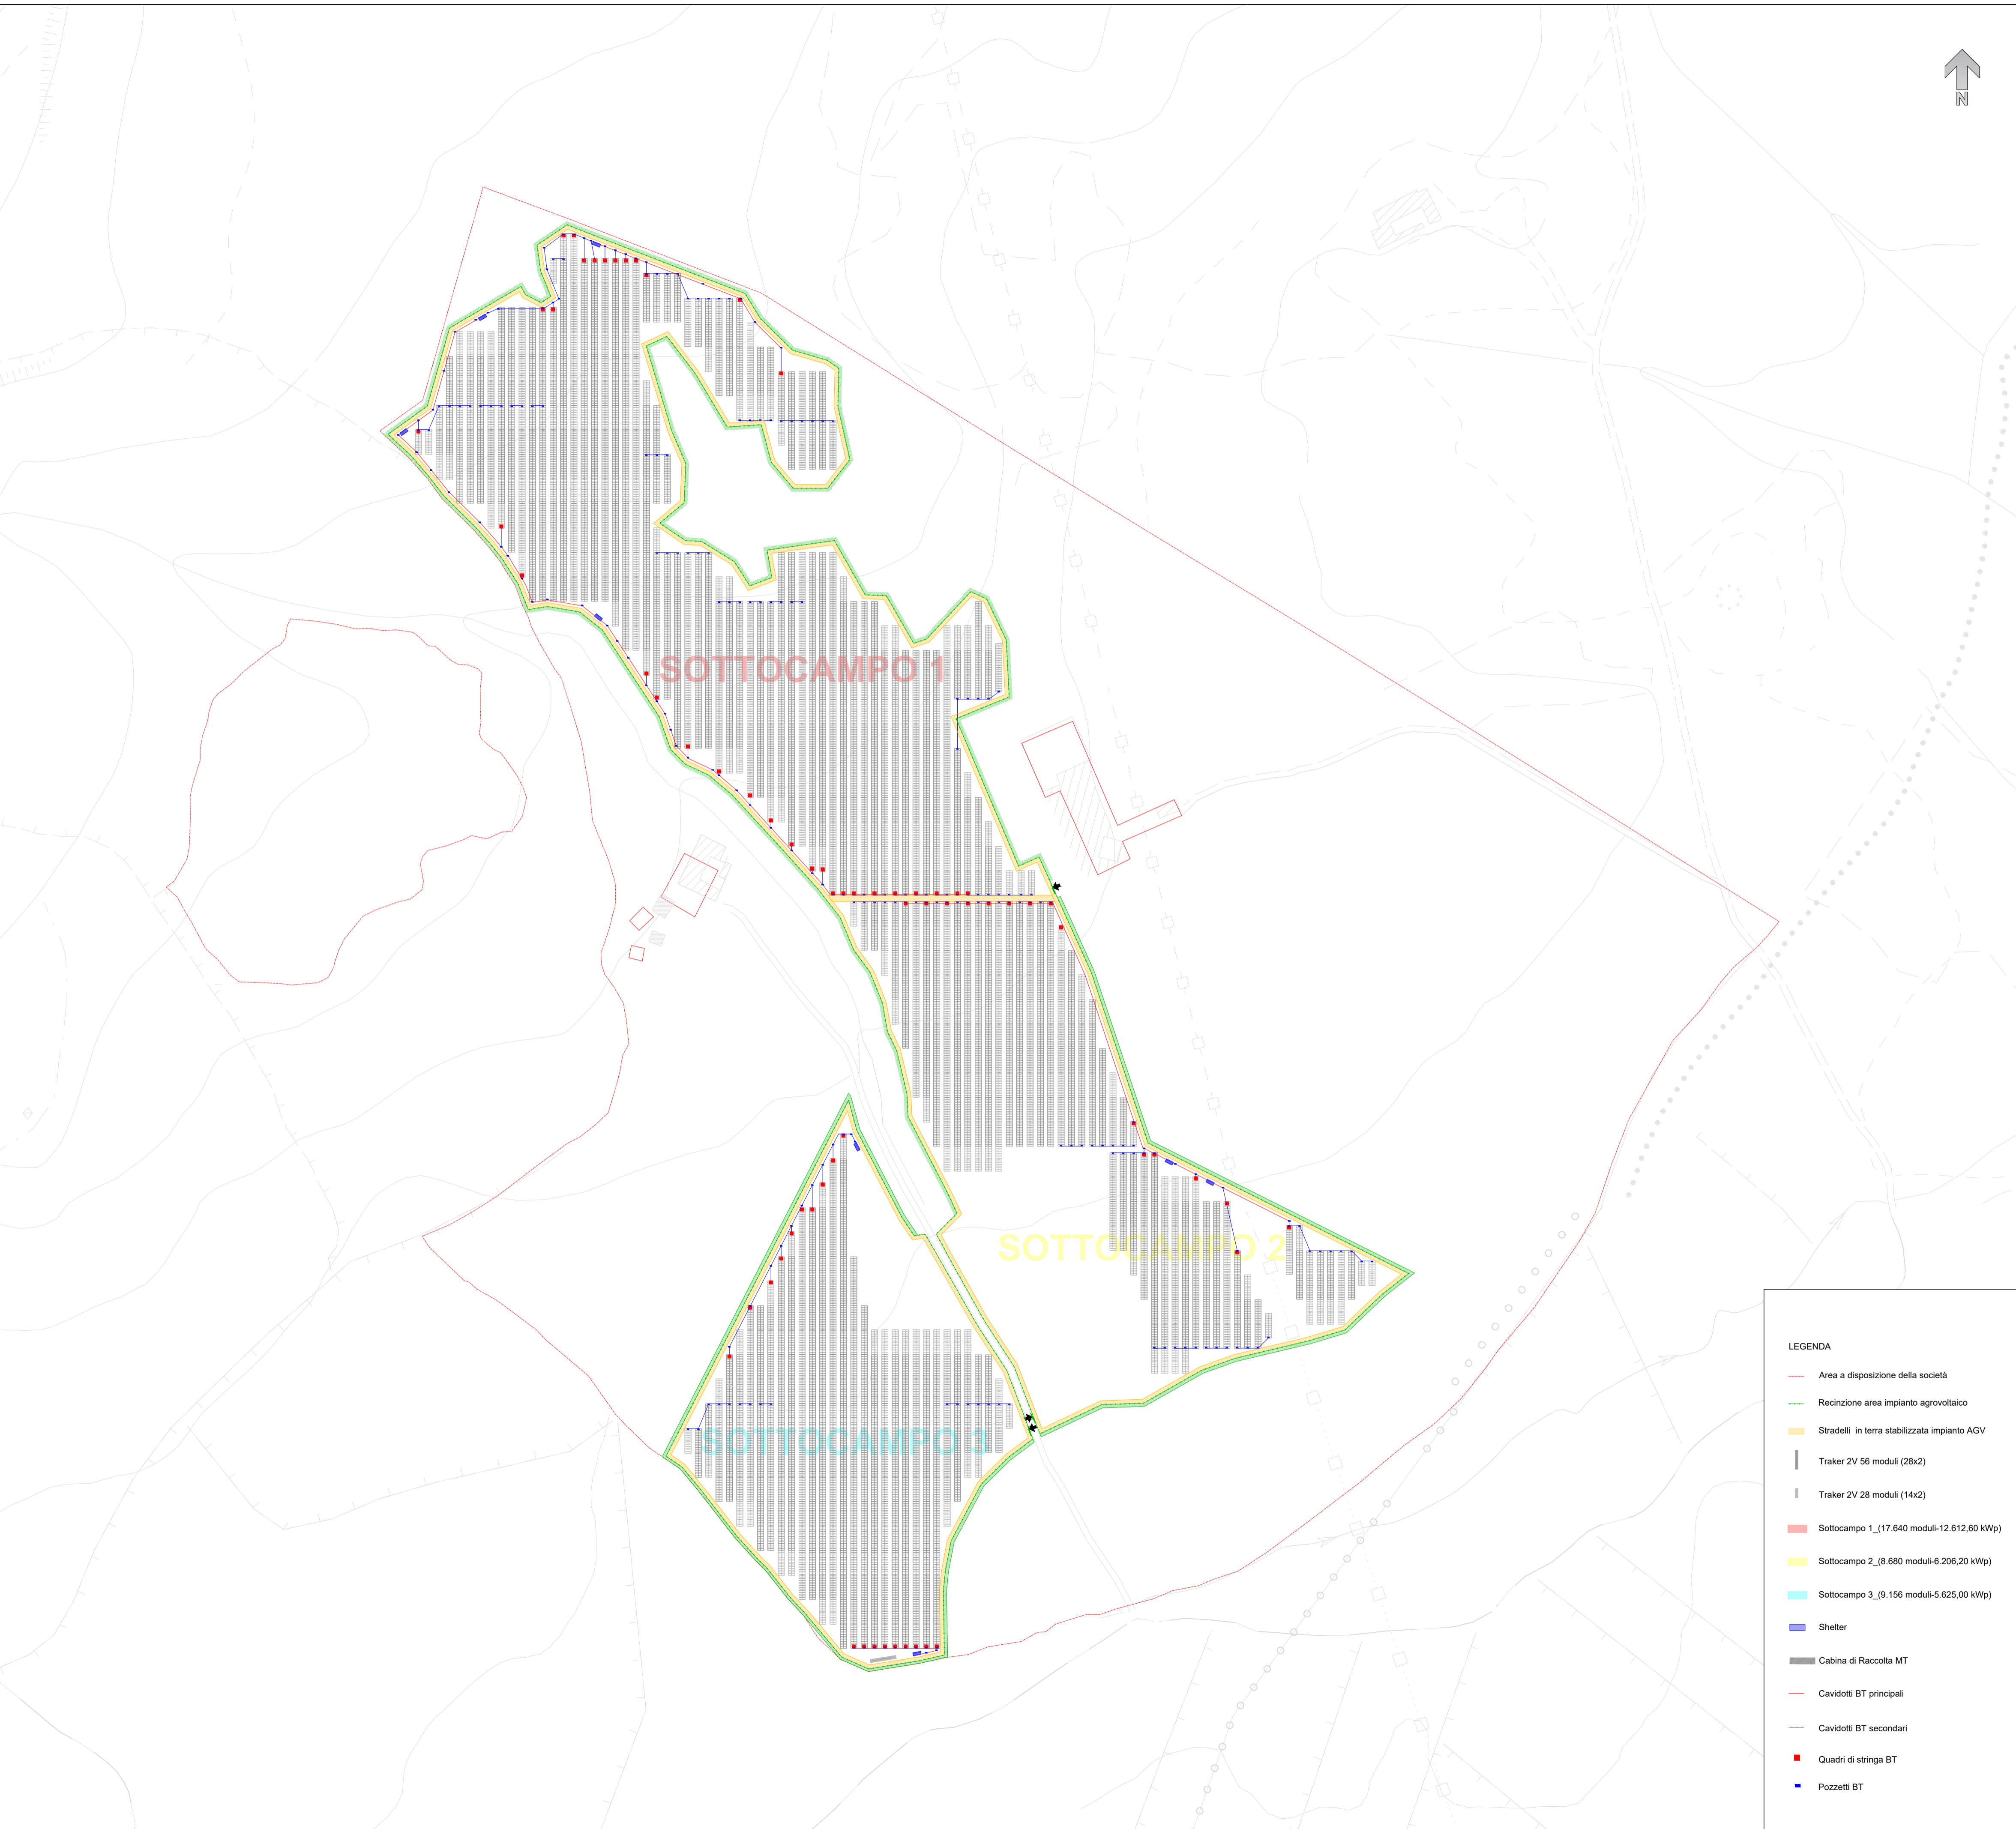 N
SOTTOCAMPO 1
SOTTOCAMPO 2
SOTTOCAMPO 3
LEGENDA
Area a disposizione della società
Recinzione area impianto agrovoltaico
Stradelli in terra stabilizzata impianto AGV
Traker 2V 56 moduli (28x2)
Traker 2V 28 moduli (14x2)
Sottocampo 1_(17.640 moduli-12.612,60 kWp)
Sottocampo 2_(8.680 moduli-6.206,20 kWp)
Sottocampo 3_(9.156 moduli-5.625,00 kWp)
Shelter
Cabina di Raccolta MT
Cavidotti BT principali
Cavidotti BT secondari
Quadri di stringa BT
Pozzetti BT